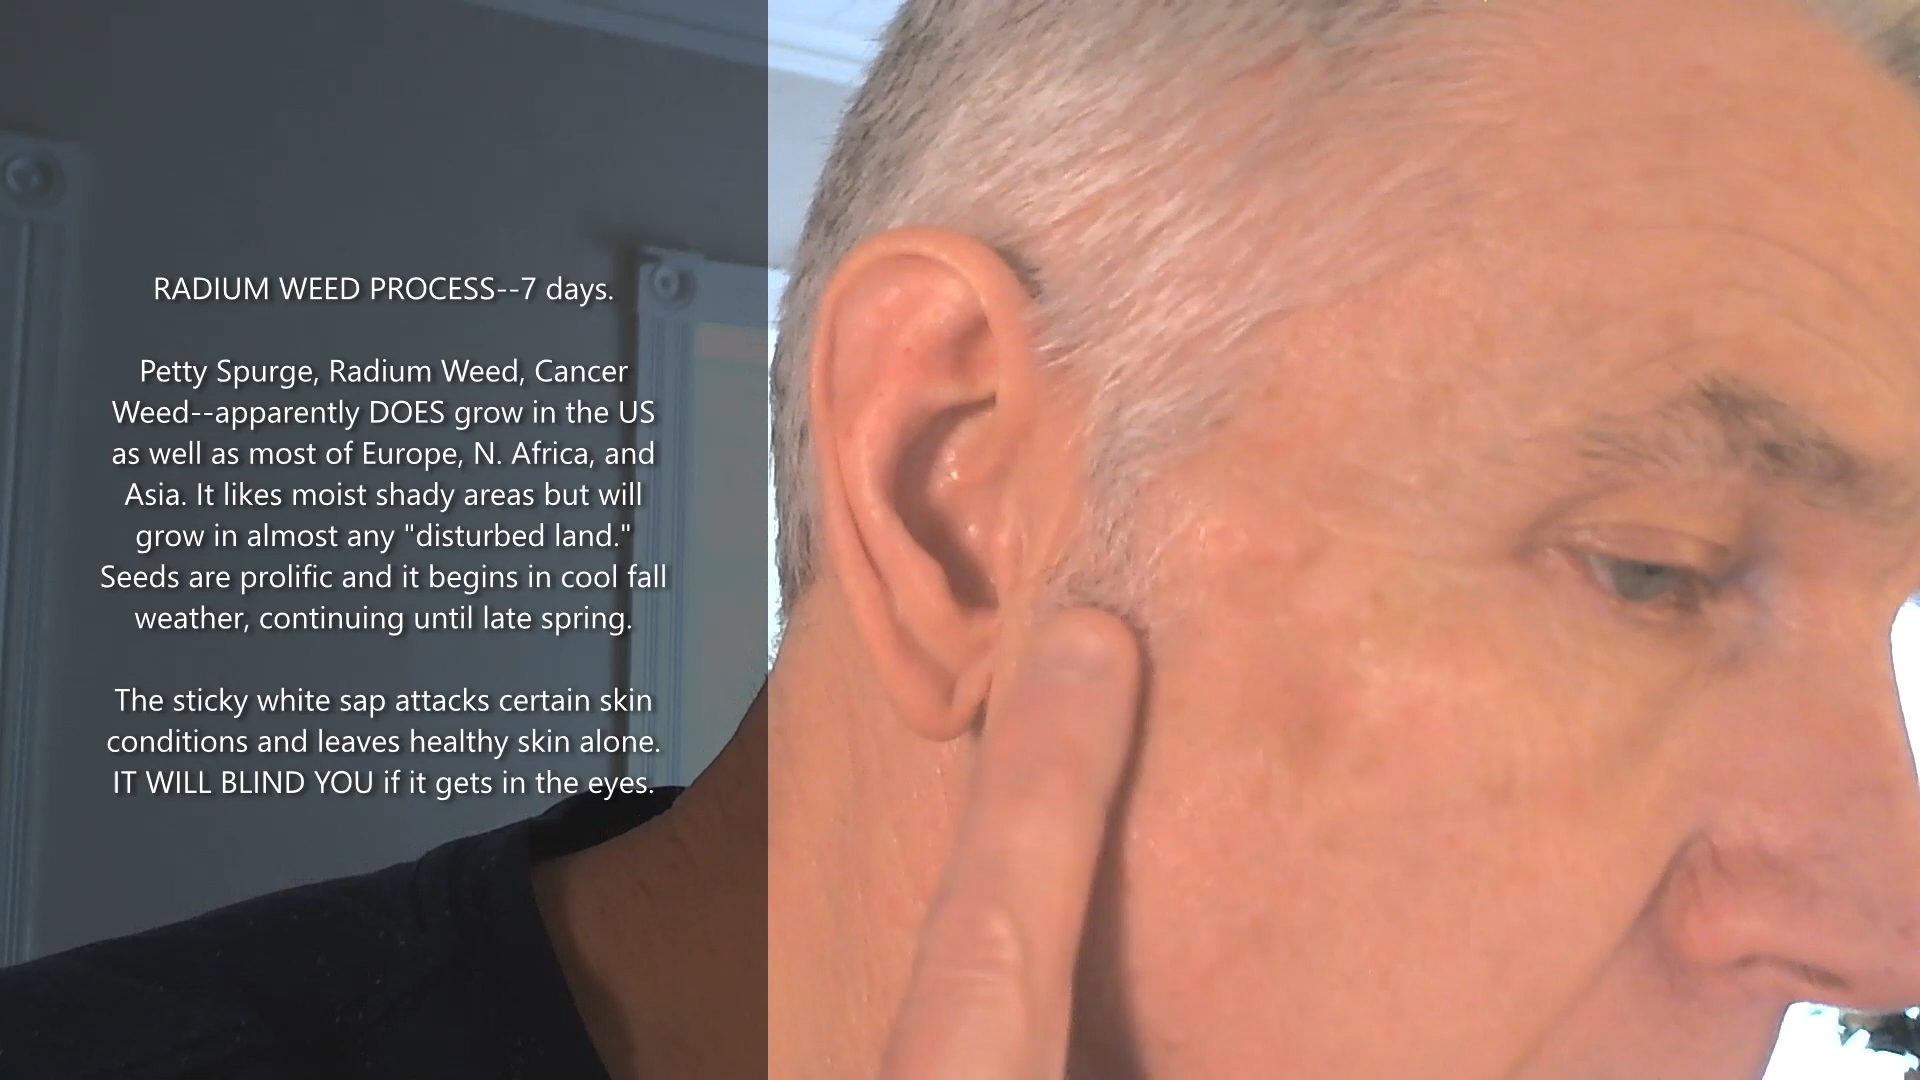 RADIUM WEED PROCESS--7 days.
Petty Spurge, Radium Weed, Cancer
Weed--apparently DOES grow in the US
as well as most of Europe, N. Africa, and
Asia. It likes moist shady areas but will
grow in almost any "disturbed land."
Seeds are prolific and it begins in cool fall
weather, continuing until late spring.
The sticky white sap attacks certain skin
conditions and leaves healthy skin alone.
IT WILL BLIND YOU if it gets in the eyes.